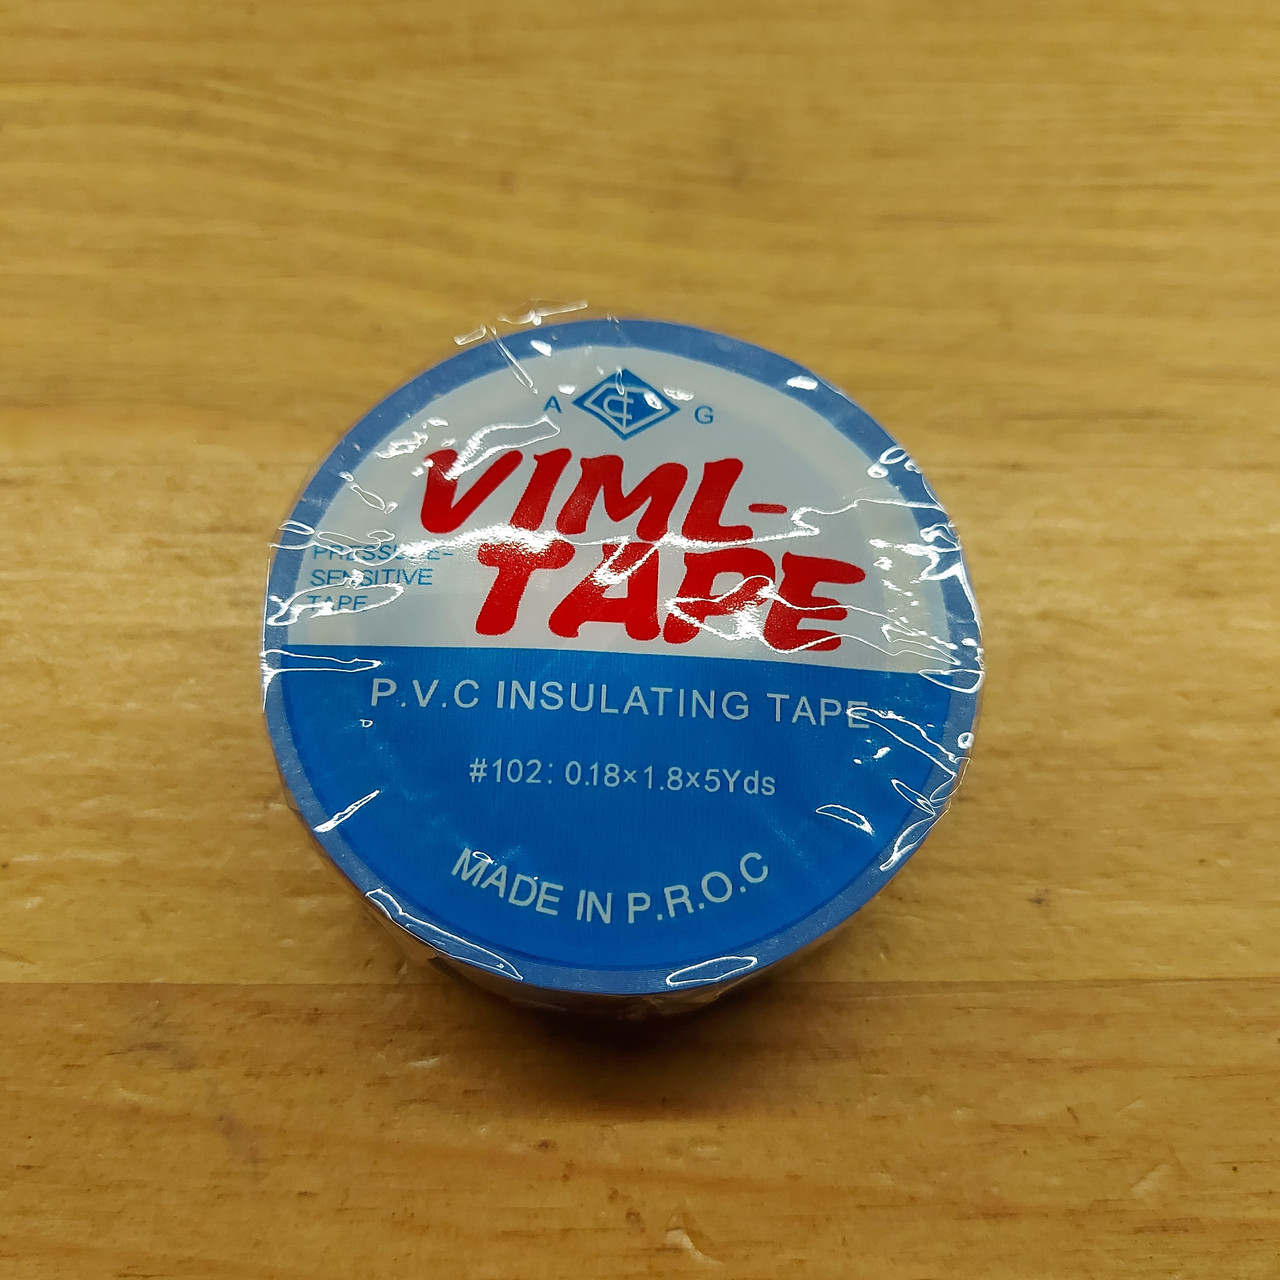 A G
VIML-
TAPE
PRESSURE-
SENSITIVE
TAPE
P.V.C INSULATING TAPE
#102: 0.18×1.8×5Yds
MADE IN P.R.O.C